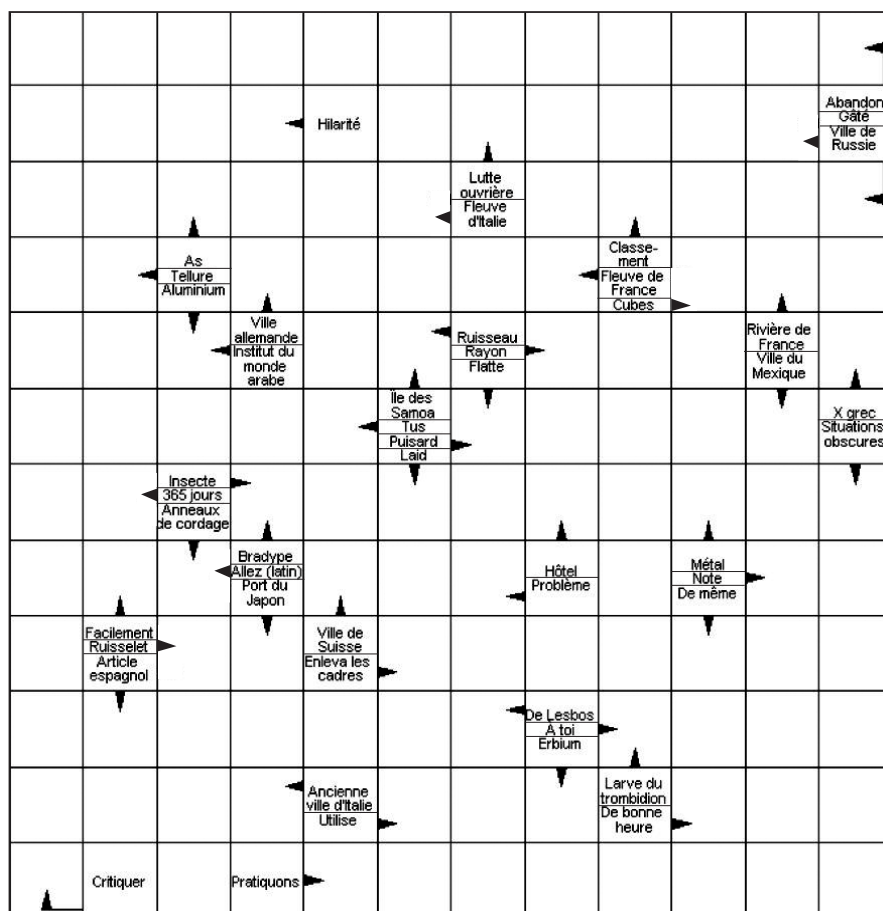 Hilarité
Abandon
Gâté
Ville de
Russie
Lutte
ouvrière
Fleuve
d'Italie
As
Tellure
Aluminium
Classe-
ment
Fleuve de
France
Cubes
Ville
allemande
Institut du
monde
arabe
Ruisseau
Rayon
Flatte
Rivière de
France
Ville du
Mexique
Île des
Samoa
Tus
Puisard
Laid
X grec
Situations
obscures
Insecte
365 jours
Anneaux
de cordage
Bradype
Allez (latin)
Port du
Japon
Hôtel
Problème
Métal
Note
De même
Facilement
Ruisselet
Article
espagnol
Ville de
Suisse
Enleva les
cadres
De Lesbos
À toi
Erbium
Ancienne
ville d'Italie
Utilise
Larve du
trombidion
De bonne
heure
Critiquer
Pratiquons